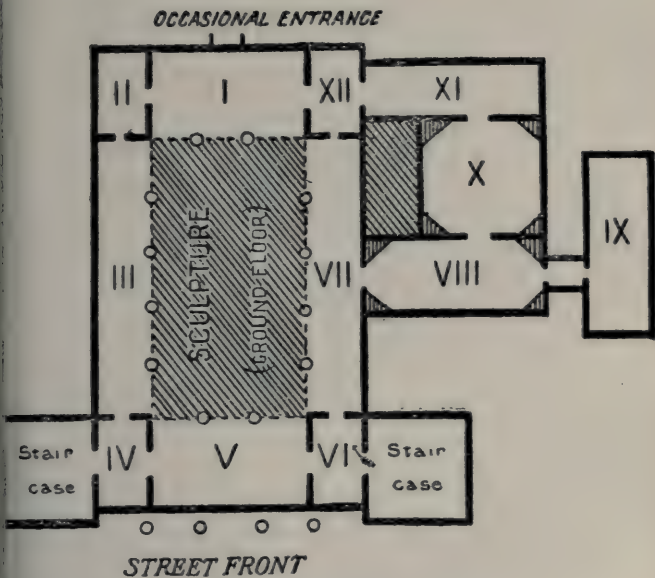 OCCASIONAL ENTRANCE
II I XII XI
X
IX
III SCULPTURE (GROUND FLOOR) VII VIII
Stair case IV V VI Stair case
STREET FRONT